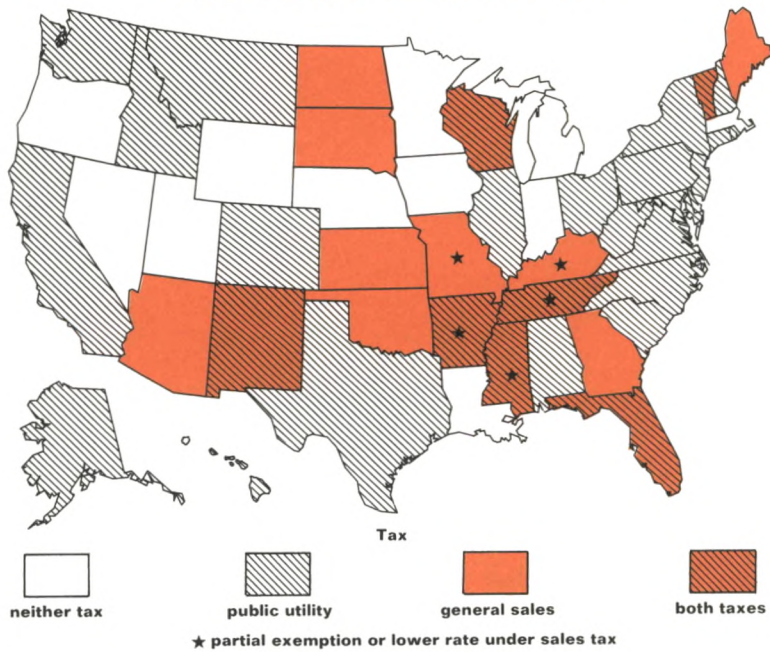 Tax
neither tax
public utility
general sales
both taxes
★ partial exemption or lower rate under sales tax